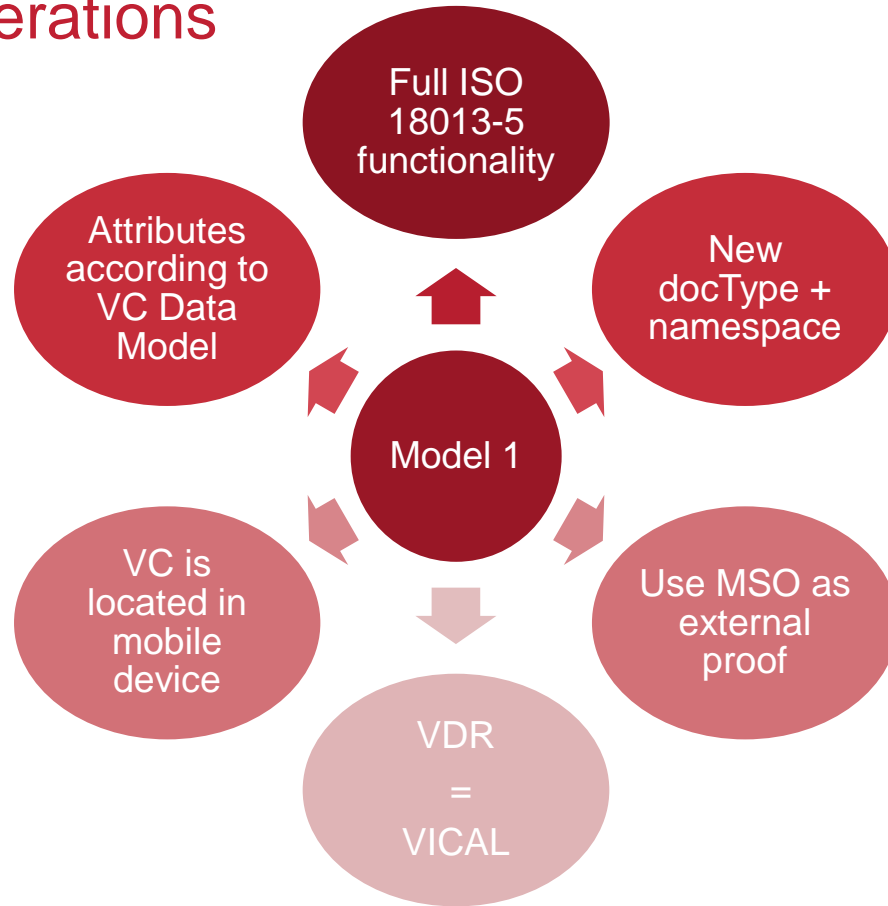 erations
Full ISO
18013-5
functionality
Attributes
according to
VC Data
Model
New
docType +
namespace
Model 1
VC is
located in
mobile
device
Use MSO as
external
proof
VDR
=
VICAL